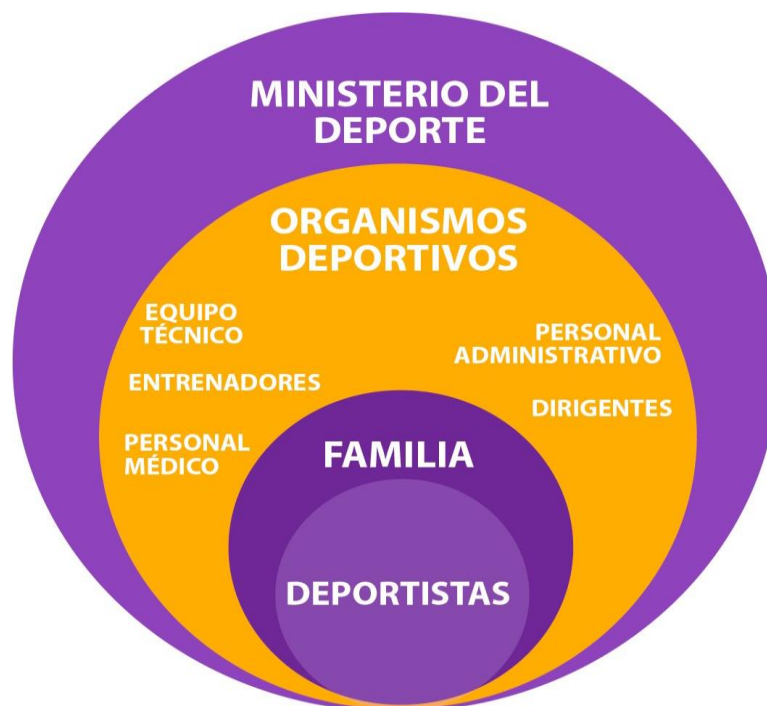 MINISTERIO DEL
DEPORTE
ORGANISMOS
DEPORTIVOS
EQUIPO
TÉCNICO
ENTRENADORES
PERSONAL
MÉDICO
PERSONAL
ADMINISTRATIVO
DIRIGENTES
FAMILIA
DEPORTISTAS